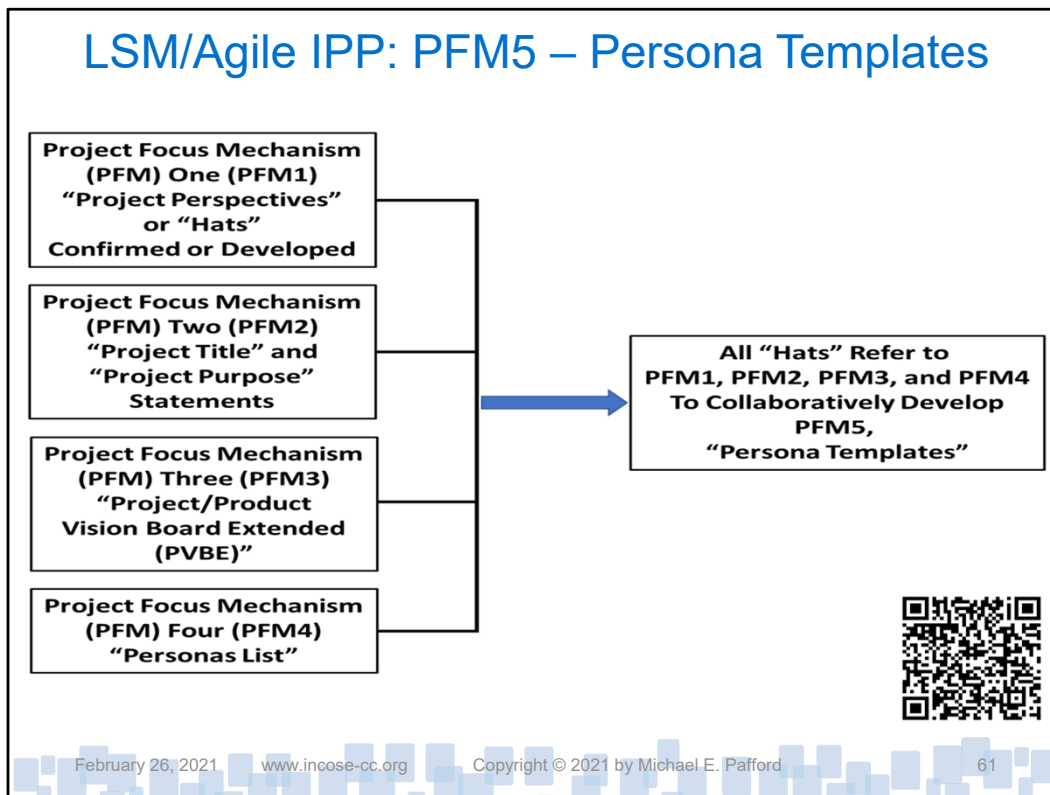 LSM/Agile IPP: PFM5 – Persona Templates
Project Focus Mechanism
(PFM) One (PFM1)
“Project Perspectives”
or “Hats”
Confirmed or Developed
Project Focus Mechanism
(PFM) Two (PFM2)
“Project Title” and
“Project Purpose”
Statements
Project Focus Mechanism
(PFM) Three (PFM3)
“Project/Product
Vision Board Extended
(PVBE)”
Project Focus Mechanism
(PFM) Four (PFM4)
“Personas List”
All “Hats” Refer to
PFM1, PFM2, PFM3, and PFM4
To Collaboratively Develop
PFM5,
“Persona Templates”
February 26, 2021 www.incose-cc.org Copyright © 2021 by Michael E. Pafford 61